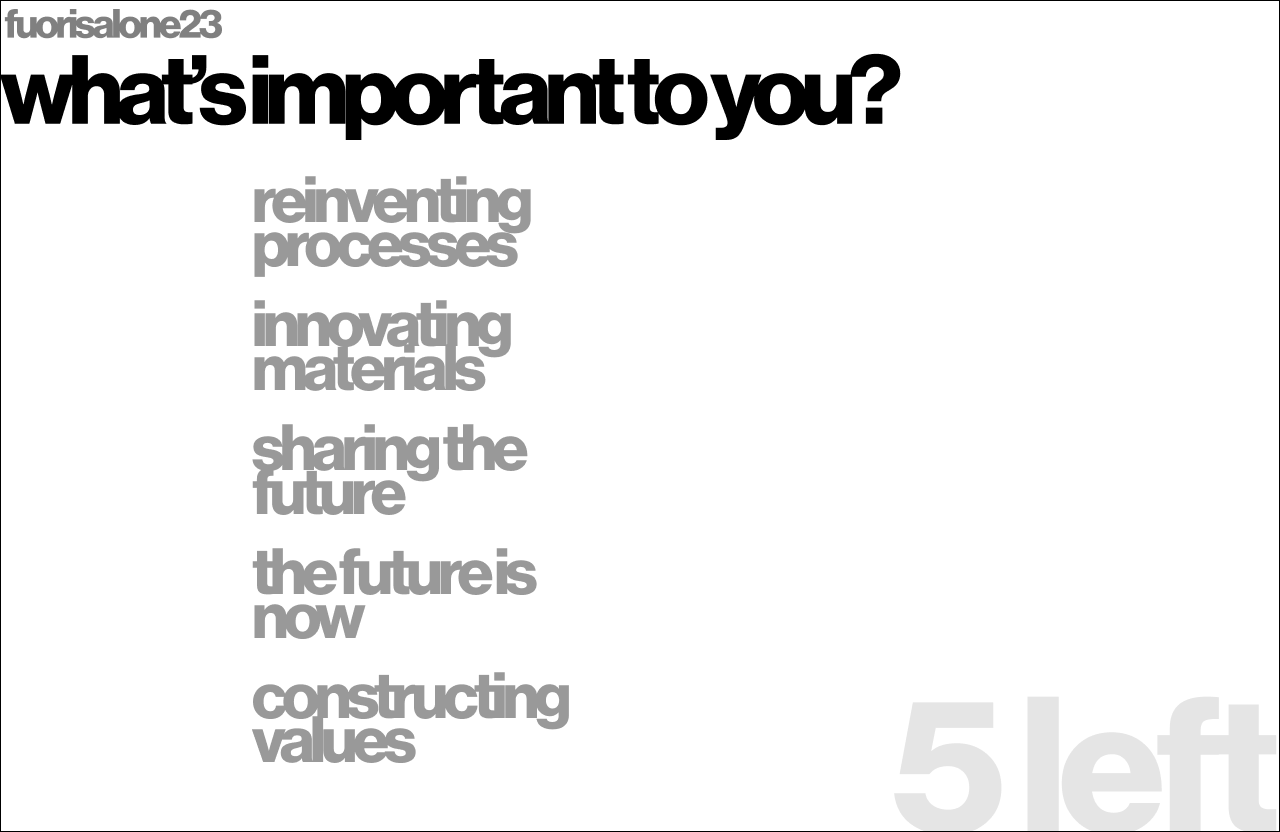 fuorisalone23
what's important to you?
reinventing
processes
innovating
materials
sharing the
future
the future is
now
constructing
values
5 left